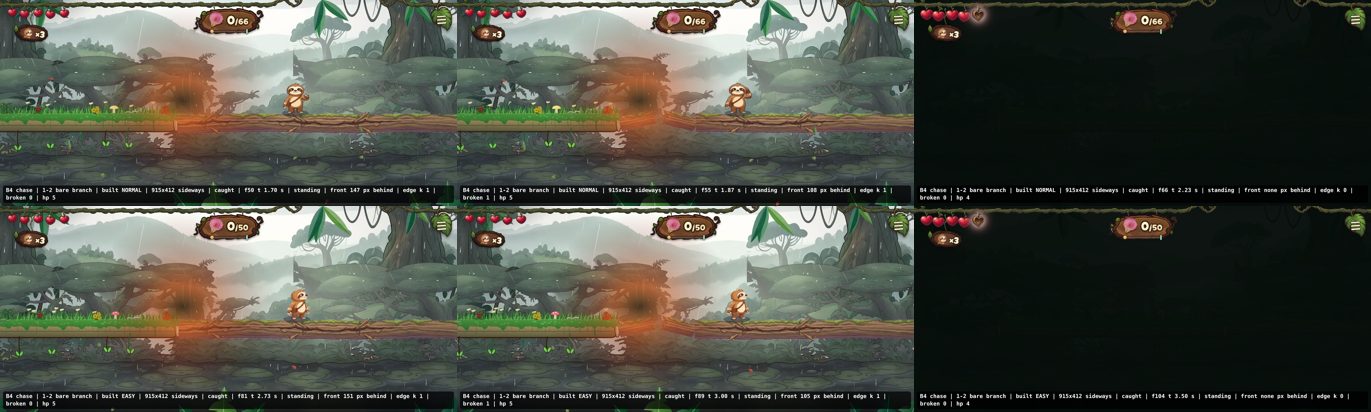 0/66
×3
B4 chase | 1-2 bare branch | built NORMAL | 915x412 sideways | caught | f50 t 1.70 s | standing | front 147 px behind | edge k 1 |
broken 0 | hp 5
0/66
×3
B4 chase | 1-2 bare branch | built NORMAL | 915x412 sideways | caught | f55 t 1.87 s | standing | front 108 px behind | edge k 1 |
broken 1 | hp 5
0/66
×3
B4 chase | 1-2 bare branch | built NORMAL | 915x412 sideways | caught | f66 t 2.23 s | standing | front none px behind | edge k 0 |
broken 0 | hp 4
0/50
×3
B4 chase | 1-2 bare branch | built EASY | 915x412 sideways | caught | f81 t 2.73 s | standing | front 151 px behind | edge k 1 |
broken 0 | hp 5
0/50
×3
B4 chase | 1-2 bare branch | built EASY | 915x412 sideways | caught | f89 t 3.00 s | standing | front 105 px behind | edge k 1 |
broken 1 | hp 5
0/50
×3
B4 chase | 1-2 bare branch | built EASY | 915x412 sideways | caught | f104 t 3.50 s | standing | front none px behind | edge k 0 |
broken 0 | hp 4